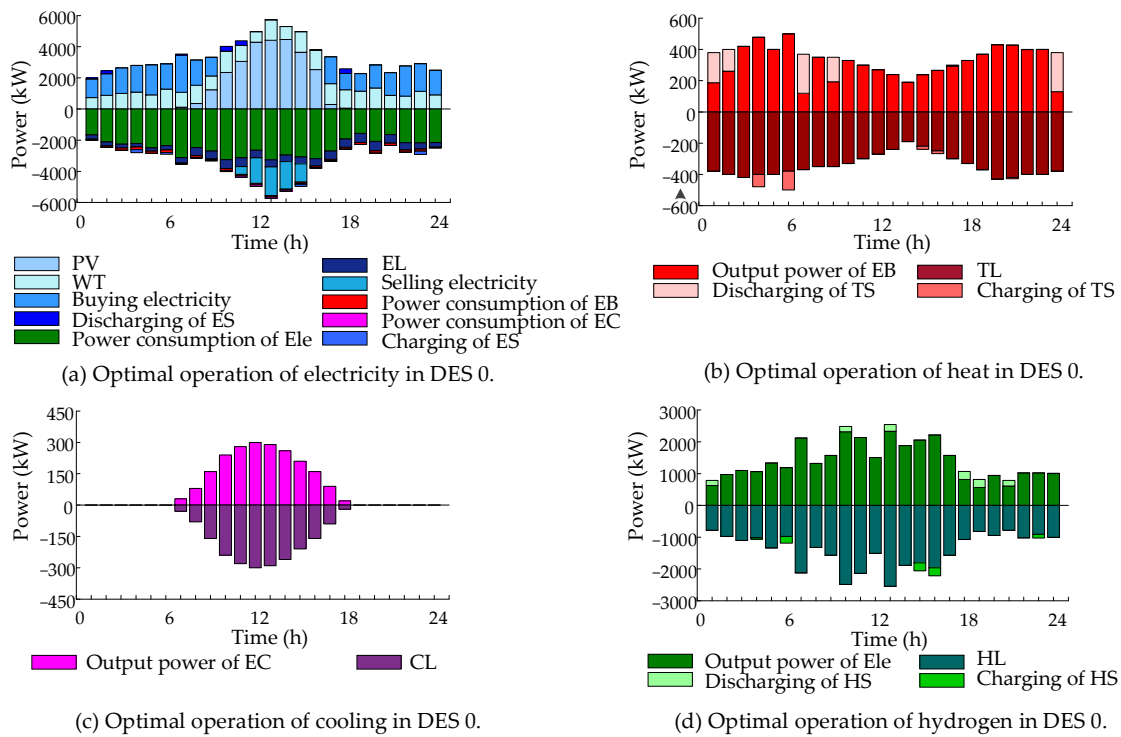 6000
4000
2000
0
−2000
−4000
−6000
Power (kW)
0 6 12 18 24
Time (h)
PV
WT
Buying electricity
Discharging of ES
Power consumption of Ele
EL
Selling electricity
Power consumption of EB
Power consumption of EC
Charging of ES
(a) Optimal operation of electricity in DES 0.
600
400
200
0
−200
−400
−600
Power (kW)
0 6 12 18 24
Time (h)
Output power of EB
Discharging of TS
TL
Charging of TS
(b) Optimal operation of heat in DES 0.
450
300
150
0
−150
−300
−450
Power (kW)
0 6 12 18 24
Time (h)
Output power of EC
CL
(c) Optimal operation of cooling in DES 0.
3000
2000
1000
0
−1000
−2000
−3000
Power (kW)
0 6 12 18 24
Time (h)
Output power of Ele
Discharging of HS
HL
Charging of HS
(d) Optimal operation of hydrogen in DES 0.